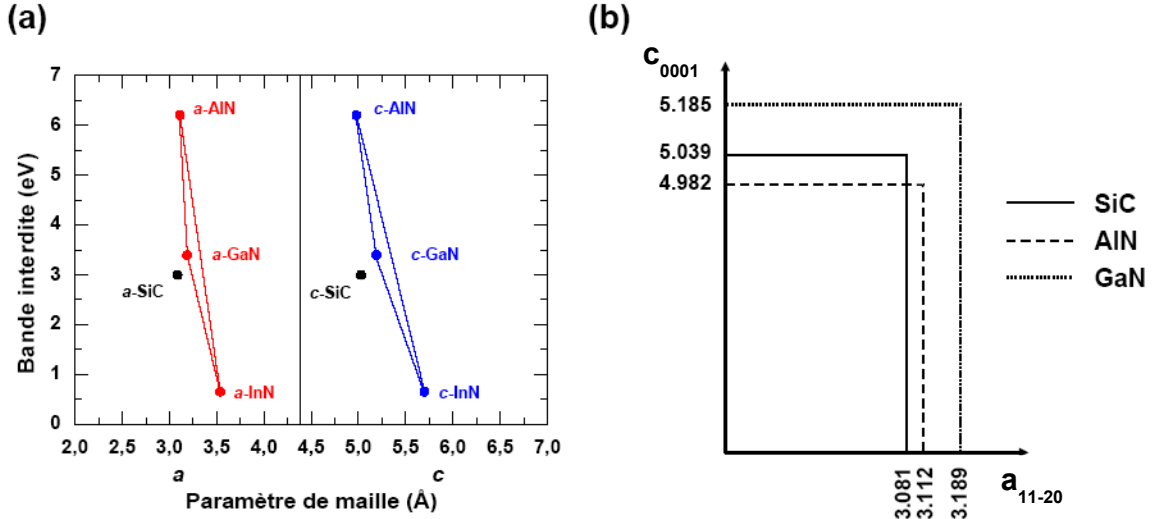 (a)
7
6
5
4
3
2
1
0
Bande interdite (eV)
a-AlN
a-GaN
a-SiC
a-InN
c-AlN
c-GaN
c-SiC
c-InN
2,0 2,5 3,0 3,5 4,0 4,5 5,0 5,5 6,0 6,5 7,0
a c
Paramètre de maille (Å)
(b)
c0001
5.185
5.039
4.982
3.081
3.112
3.189
a11-20
SiC
AlN
GaN